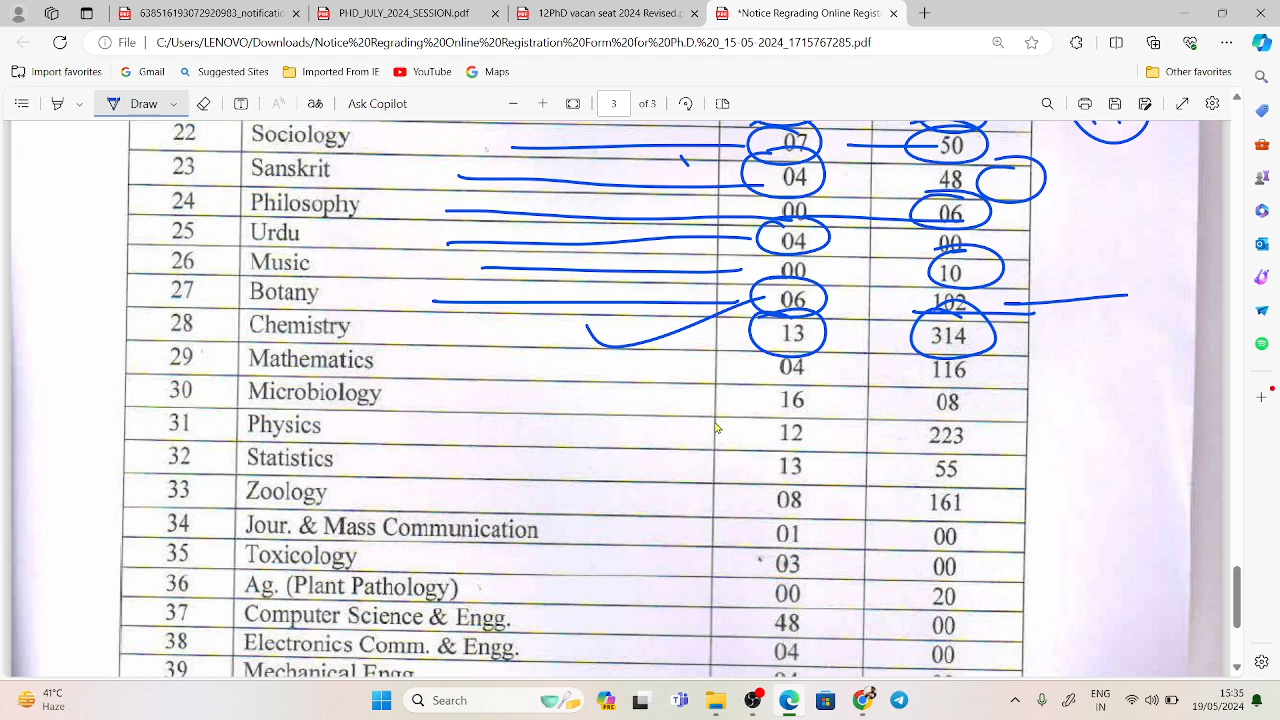 638516193072920983_notificatio
PHD_JULY_2024_SESSION.pdf
12PhD vacan seat 2024 Revised.p
*Notice Regrading Online Regist
File
C:/Users/LENOVO/Downloads/Notice%20Regrading%20Online%20Registration%20Form%20for%20Ph.D.%20_15-05-2024_1715767285.pdf
Import favorites
Gmail
Suggested Sites
Imported From IE
YouTube
Maps
Other favorites
Draw
Ask Copilot
3 of 3
22 Sociology 07 50
23 Sanskrit 04 48
24 Philosophy 00 06
25 Urdu 04 00
26 Music 00 10
27 Botany 06 102
28 Chemistry 13 314
29 Mathematics 04 116
30 Microbiology 16 08
31 Physics 12 223
32 Statistics 13 55
33 Zoology 08 161
34 Jour. & Mass Communication 01 00
35 Toxicology 03 00
36 Ag. (Plant Pathology) 00 20
37 Computer Science & Engg. 48 00
38 Electronics Comm. & Engg. 04 00
39 Mechanical Engg
41°C
Haze
Search
ENG
IN
13:35
19/05/2024